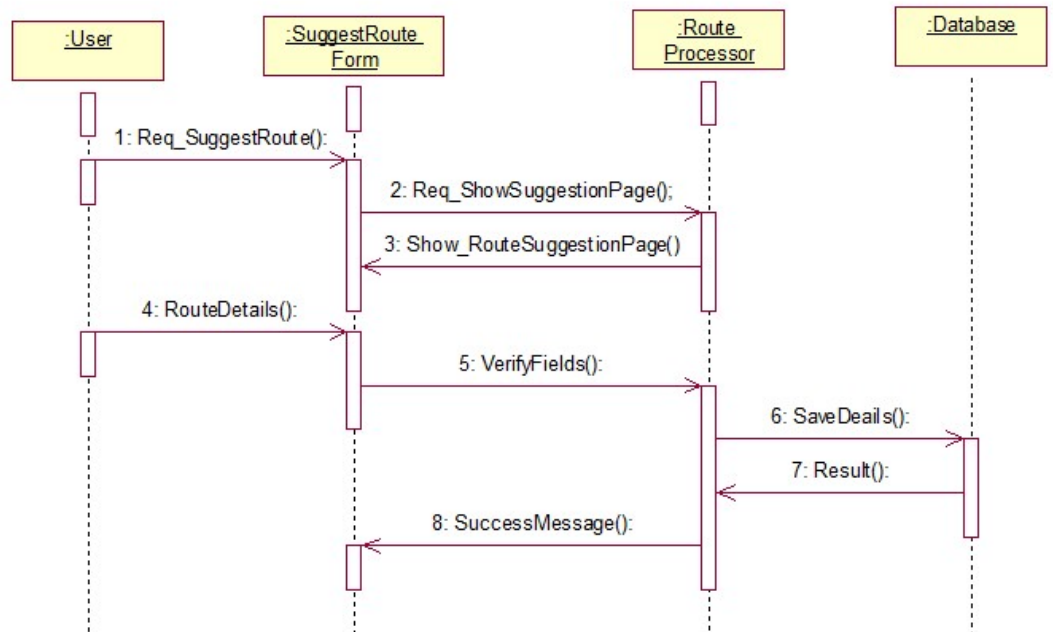 :User
:SuggestRoute
Form
:Route
Processor
:Database
1: Req_SuggestRoute():
2: Req_ShowSuggestionPage();
3: Show_RouteSuggestionPage()
4: RouteDetails():
5: VerifyFields():
6: SaveDeails():
7: Result():
8: SuccessMessage():